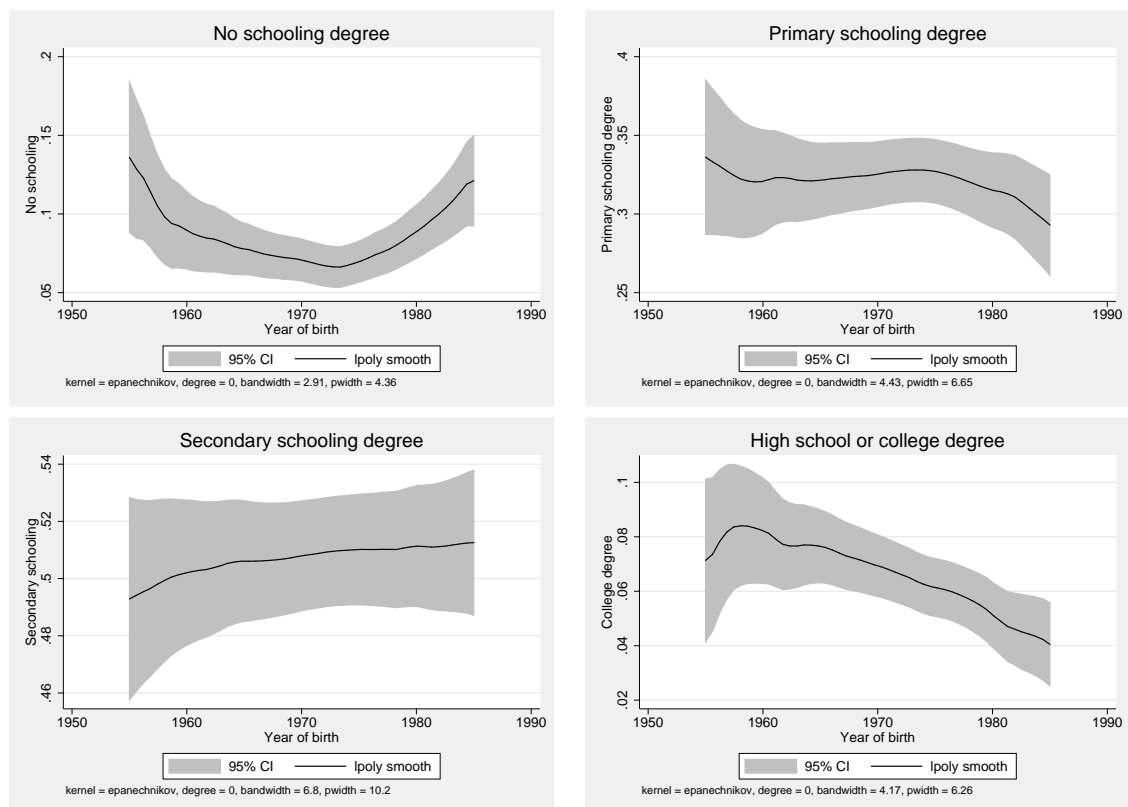 No schooling degree
No schooling
.2
.15
.1
.05
1950 1960 1970 1980 1990
Year of birth
95% CI lpoly smooth
kernel = epanechnikov, degree = 0, bandwidth = 2.91, pwidth = 4.36
Primary schooling degree
Primary schooling degree
.4
.35
.3
.25
1950 1960 1970 1980 1990
Year of birth
95% CI lpoly smooth
kernel = epanechnikov, degree = 0, bandwidth = 4.43, pwidth = 6.65
Secondary schooling degree
Secondary schooling
.54
.52
.5
.48
.46
1950 1960 1970 1980 1990
Year of birth
95% CI lpoly smooth
kernel = epanechnikov, degree = 0, bandwidth = 6.8, pwidth = 10.2
High school or college degree
College degree
.1
.08
.06
.04
.02
1950 1960 1970 1980 1990
Year of birth
95% CI lpoly smooth
kernel = epanechnikov, degree = 0, bandwidth = 4.17, pwidth = 6.26